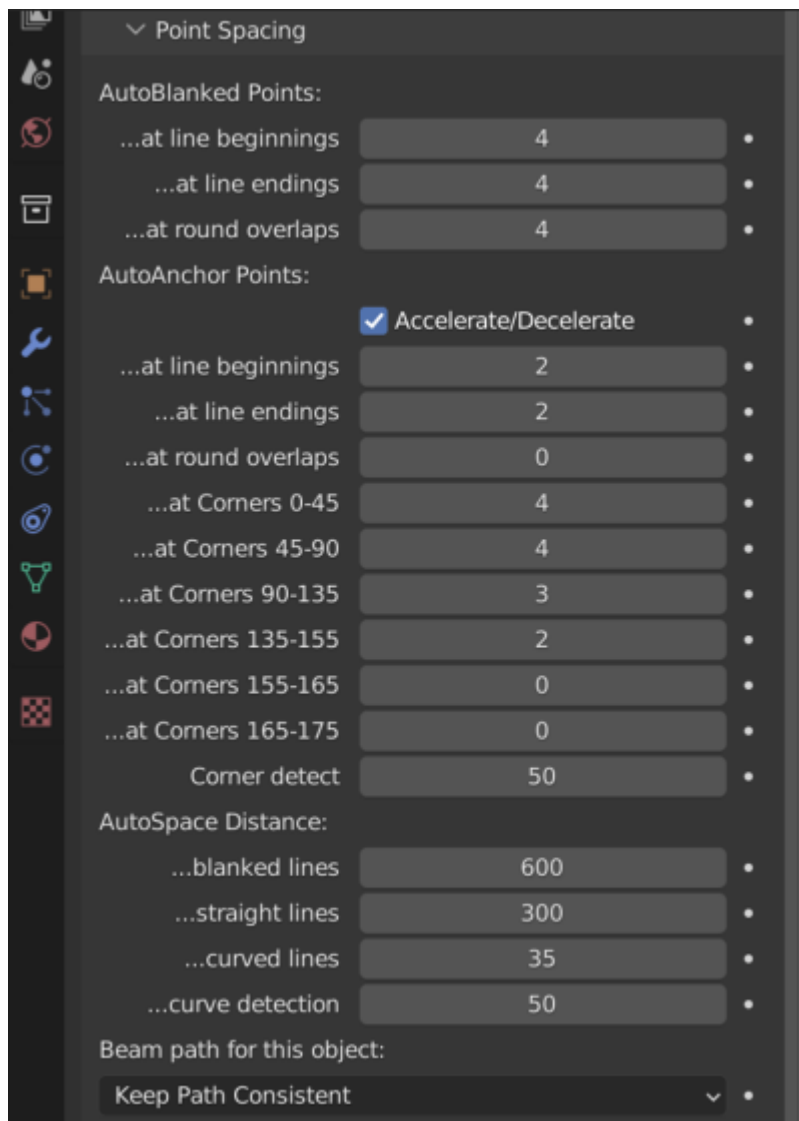 Point Spacing
AutoBlanked Points:
...at line beginnings 4
...at line endings 4
...at round overlaps 4
AutoAnchor Points:
Accelerate/Decelerate
...at line beginnings 2
...at line endings 2
...at round overlaps 0
...at Corners 0-45 4
...at Corners 45-90 4
...at Corners 90-135 3
...at Corners 135-155 2
...at Corners 155-165 0
...at Corners 165-175 0
Corner detect 50
AutoSpace Distance:
...blanked lines 600
...straight lines 300
...curved lines 35
...curve detection 50
Beam path for this object:
Keep Path Consistent